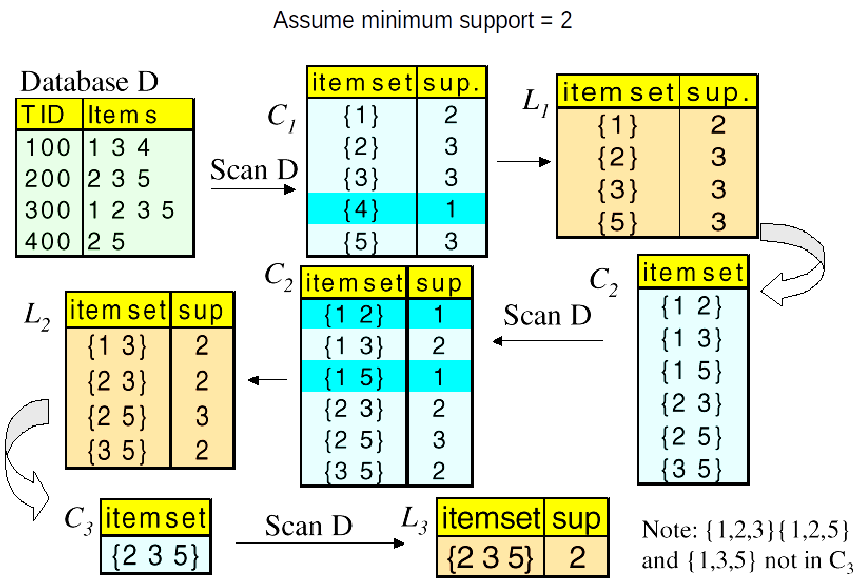 Assume minimum support = 2
Database D
TID Items
100 1 3 4
200 2 3 5
300 1 2 3 5
400 2 5
Scan D
C1
itemset sup.
{1} 2
{2} 3
{3} 3
{4} 1
{5} 3
L1
itemset sup.
{1} 2
{2} 3
{3} 3
{5} 3
C2
itemset
{1 2}
{1 3}
{1 5}
{2 3}
{2 5}
{3 5}
Scan D
C2
itemset sup
{1 2} 1
{1 3} 2
{1 5} 1
{2 3} 2
{2 5} 3
{3 5} 2
L2
itemset sup
{1 3} 2
{2 3} 2
{2 5} 3
{3 5} 2
C3
itemset
{2 3 5}
Scan D
L3
itemset sup
{2 3 5} 2
Note: {1,2,3}{1,2,5}
and {1,3,5} not in C3